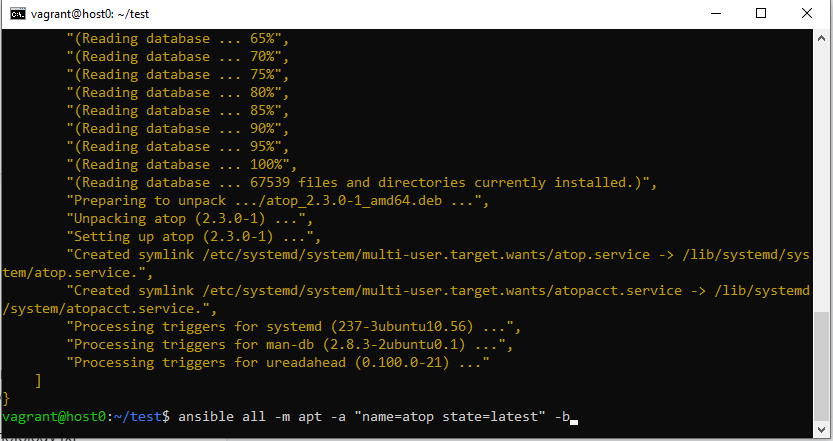 vagrant@host0: ~/test
"(Reading database ... 65%",
"(Reading database ... 70%",
"(Reading database ... 75%",
"(Reading database ... 80%",
"(Reading database ... 85%",
"(Reading database ... 90%",
"(Reading database ... 95%",
"(Reading database ... 100%",
"(Reading database ... 67539 files and directories currently installed.)",
"Preparing to unpack .../atop_2.3.0-1_amd64.deb ...",
"Unpacking atop (2.3.0-1) ...",
"Setting up atop (2.3.0-1) ...",
"Created symlink /etc/systemd/system/multi-user.target.wants/atop.service -> /lib/systemd/sys
tem/atop.service.",
"Created symlink /etc/systemd/system/multi-user.target.wants/atopacct.service -> /lib/systemd
/system/atopacct.service.",
"Processing triggers for systemd (237-3ubuntu10.56) ...",
"Processing triggers for man-db (2.8.3-2ubuntu0.1) ...",
"Processing triggers for ureadahead (0.100.0-21) ..."
]
}
vagrant@host0:~/test$ ansible all -m apt -a "name=atop state=latest" -b